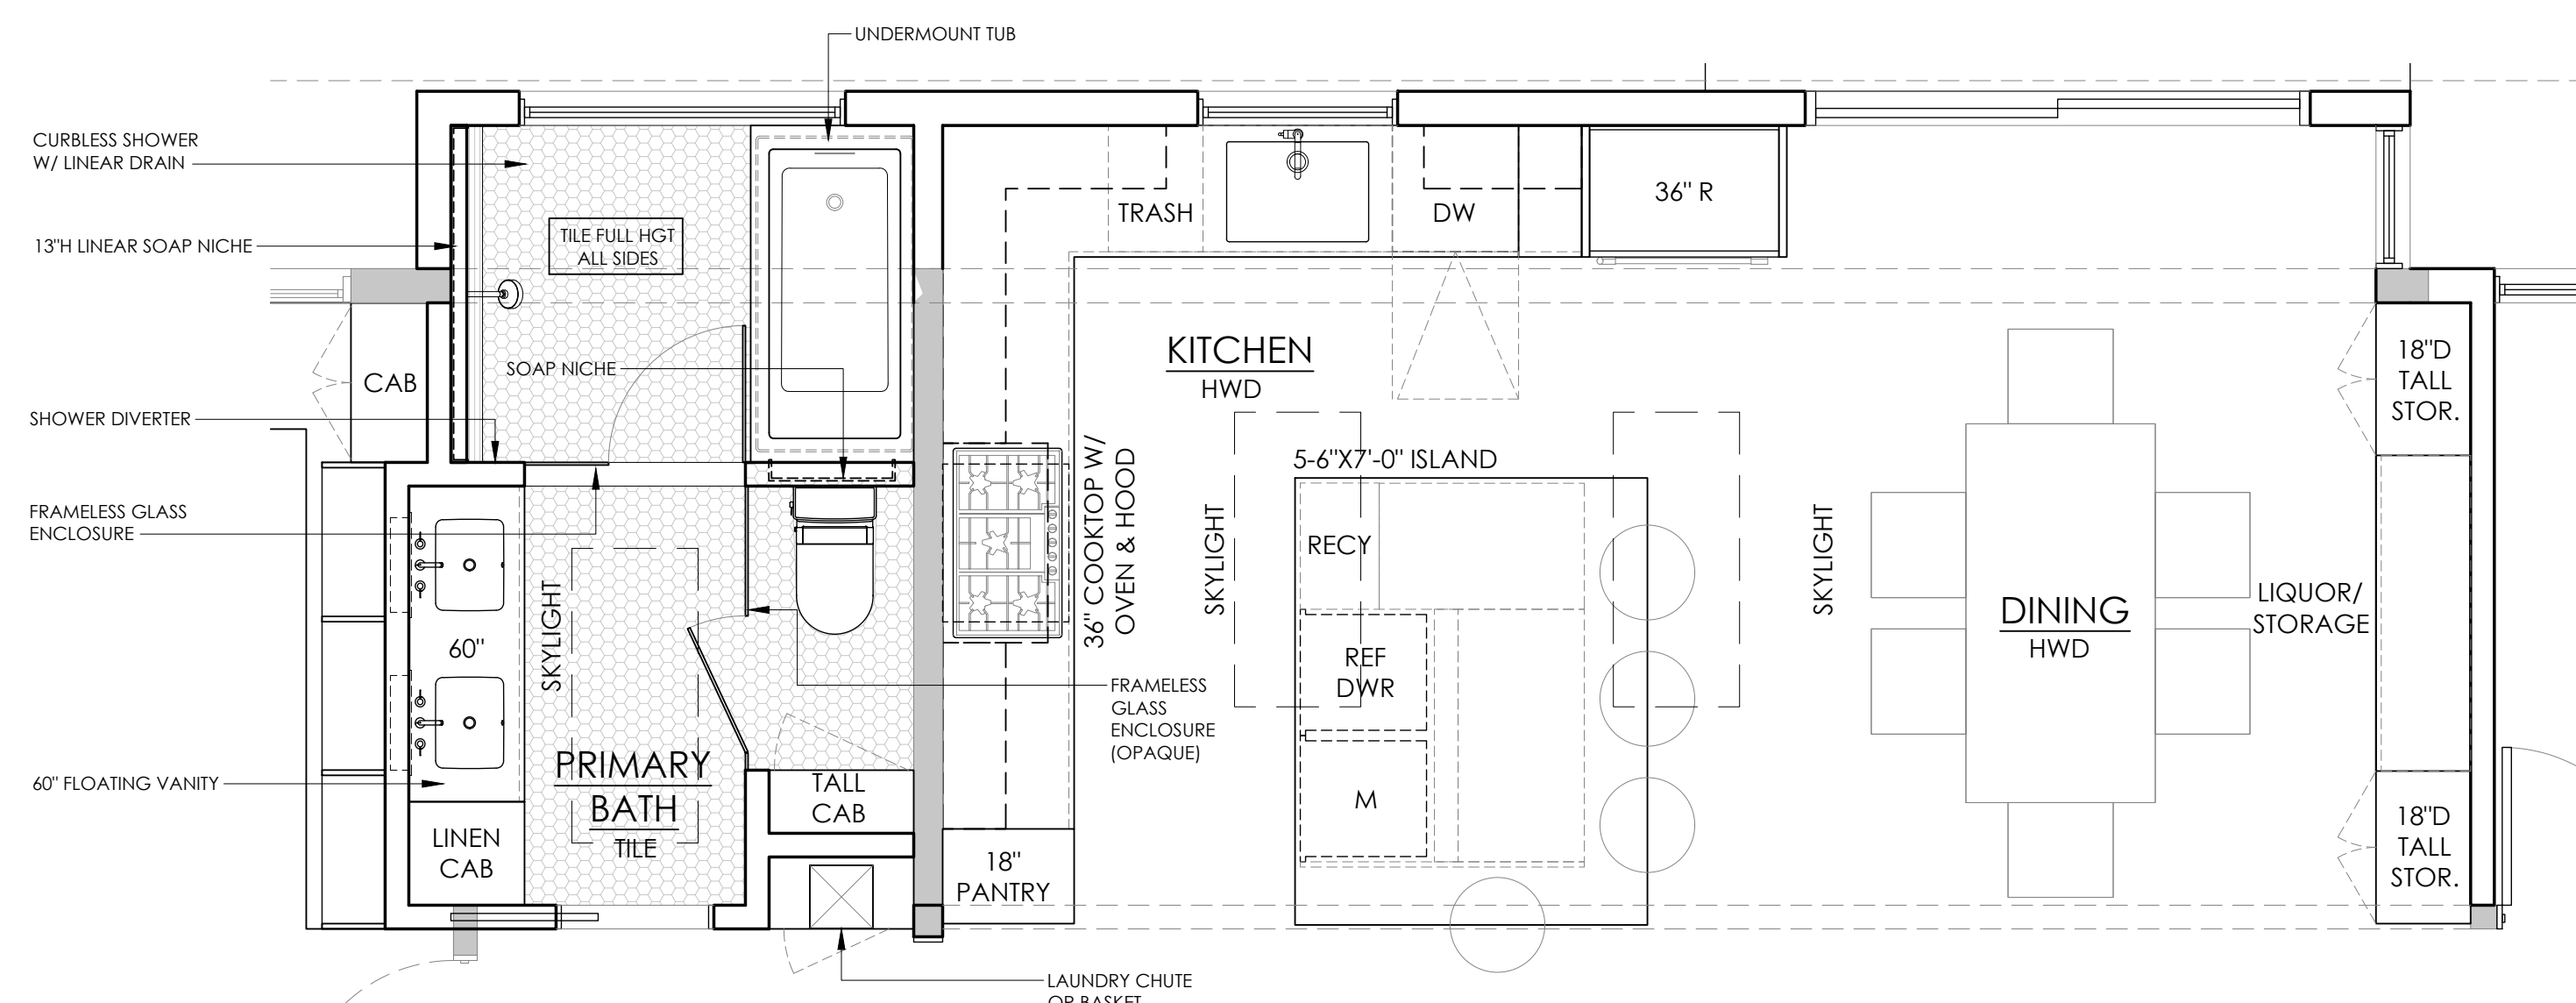 UNDERMOUNT TUB
CURBLESS SHOWER
W/ LINEAR DRAIN
13"H LINEAR SOAP NICHE
TILE FULL HGT
ALL SIDES
SOAP NICHE
CAB
SHOWER DIVERTER
FRAMELESS GLASS
ENCLOSURE
60"
SKYLIGHT
60" FLOATING VANITY
PRIMARY
BATH
TILE
LINEN
CAB
TALL
CAB
FRAMELESS
GLASS
ENCLOSURE
(OPAQUE)
LAUNDRY CHUTE
OR BASKET
TRASH
DW
36" R
KITCHEN
HWD
36" COOKTOP W/
OVEN & HOOD
18"
PANTRY
SKYLIGHT
5-6"X7'-0" ISLAND
RECY
REF
DWR
M
SKYLIGHT
DINING
HWD
LIQUOR/
STORAGE
18"D
TALL
STOR.
18"D
TALL
STOR.